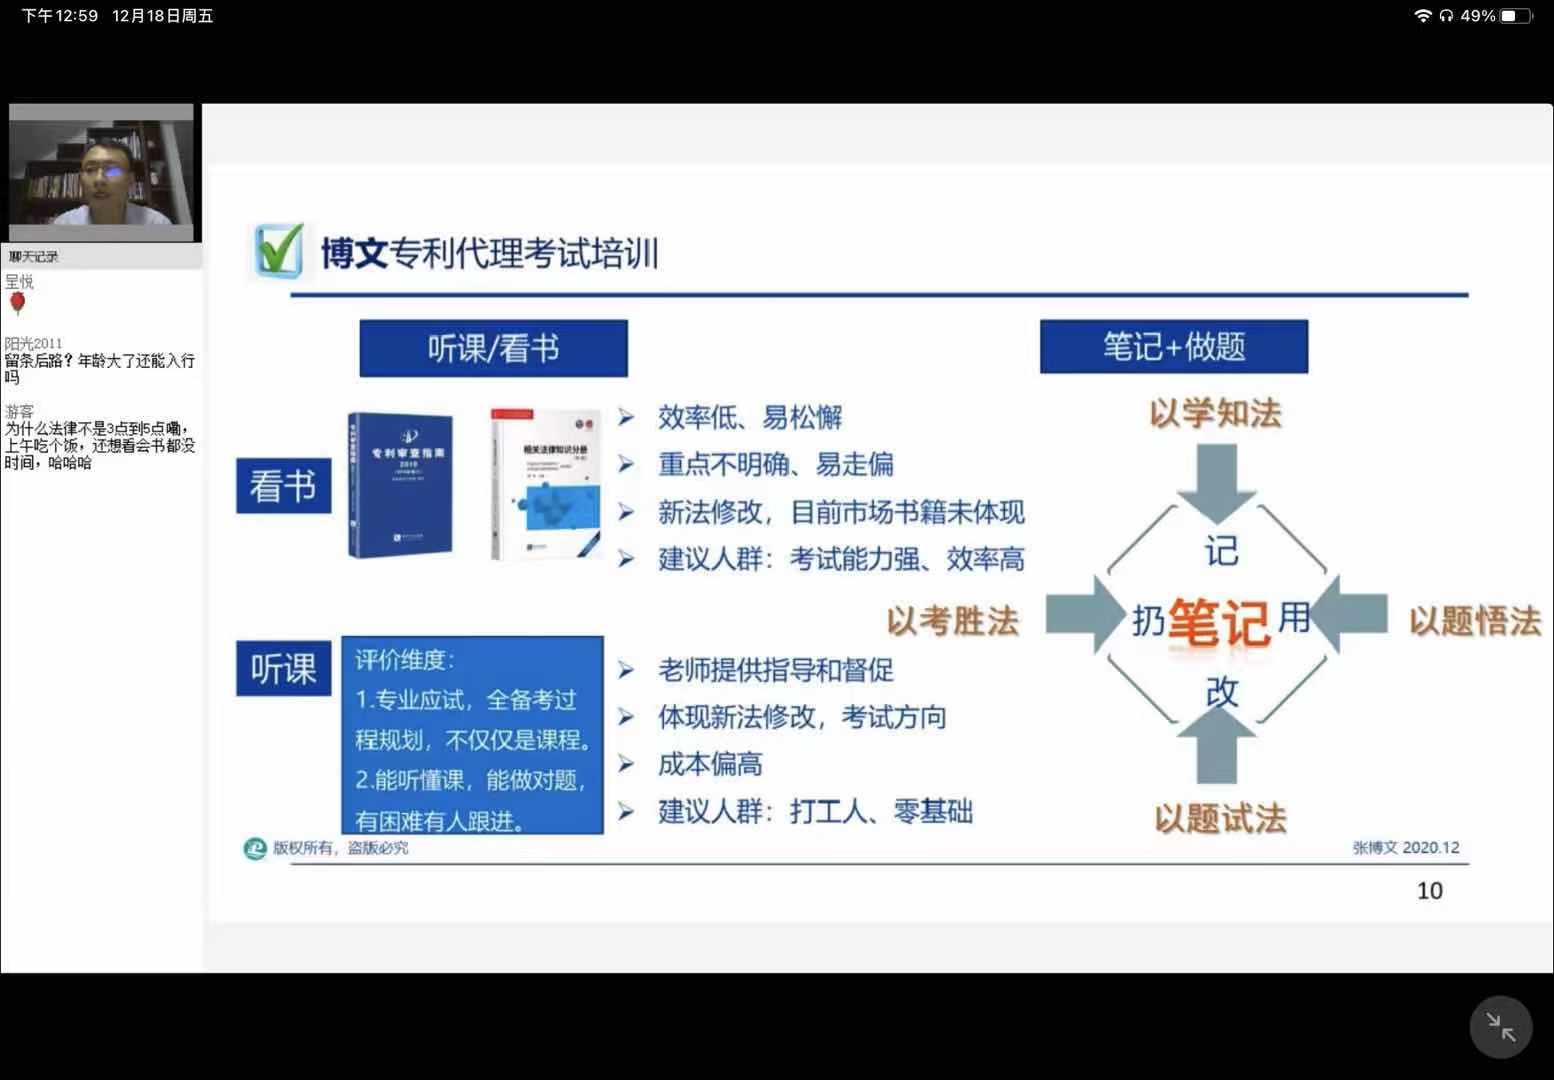 下午12:59 12月18日周五
49%
聊天记录
呈悦
阳光2011
留条后路？年龄大了还能入行
吗
游客
为什么法律不是3点到5点嘞，
上午吃个饭，还想看会书都没
时间，哈哈哈
博文专利代理考试培训
听课/看书
看书
专利审查指南
2010
相关法律知识分册
效率低、易松懈
重点不明确、易走偏
新法修改，目前市场书籍未体现
建议人群：考试能力强、效率高
听课
评价维度：
1.专业应试，全备考过
程规划，不仅仅是课程。
2.能听懂课，能做对题，
有困难有人跟进。
老师提供指导和督促
体现新法修改，考试方向
成本偏高
建议人群：打工人、零基础
笔记+做题
以学知法
记
以考胜法
扔笔记用
以题悟法
改
以题试法
版权所有，盗版必究
张博文 2020.12
10